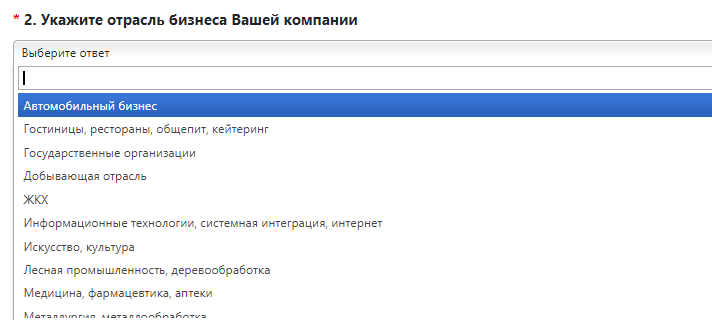 * 2. Укажите отрасль бизнеса Вашей компании
Выберите ответ
Автомобильный бизнес
Гостиницы, рестораны, общепит, кейтеринг
Государственные организации
Добывающая отрасль
ЖКХ
Информационные технологии, системная интеграция, интернет
Искусство, культура
Лесная промышленность, деревообработка
Медицина, фармацевтика, аптеки
Металлургия, металлообработка